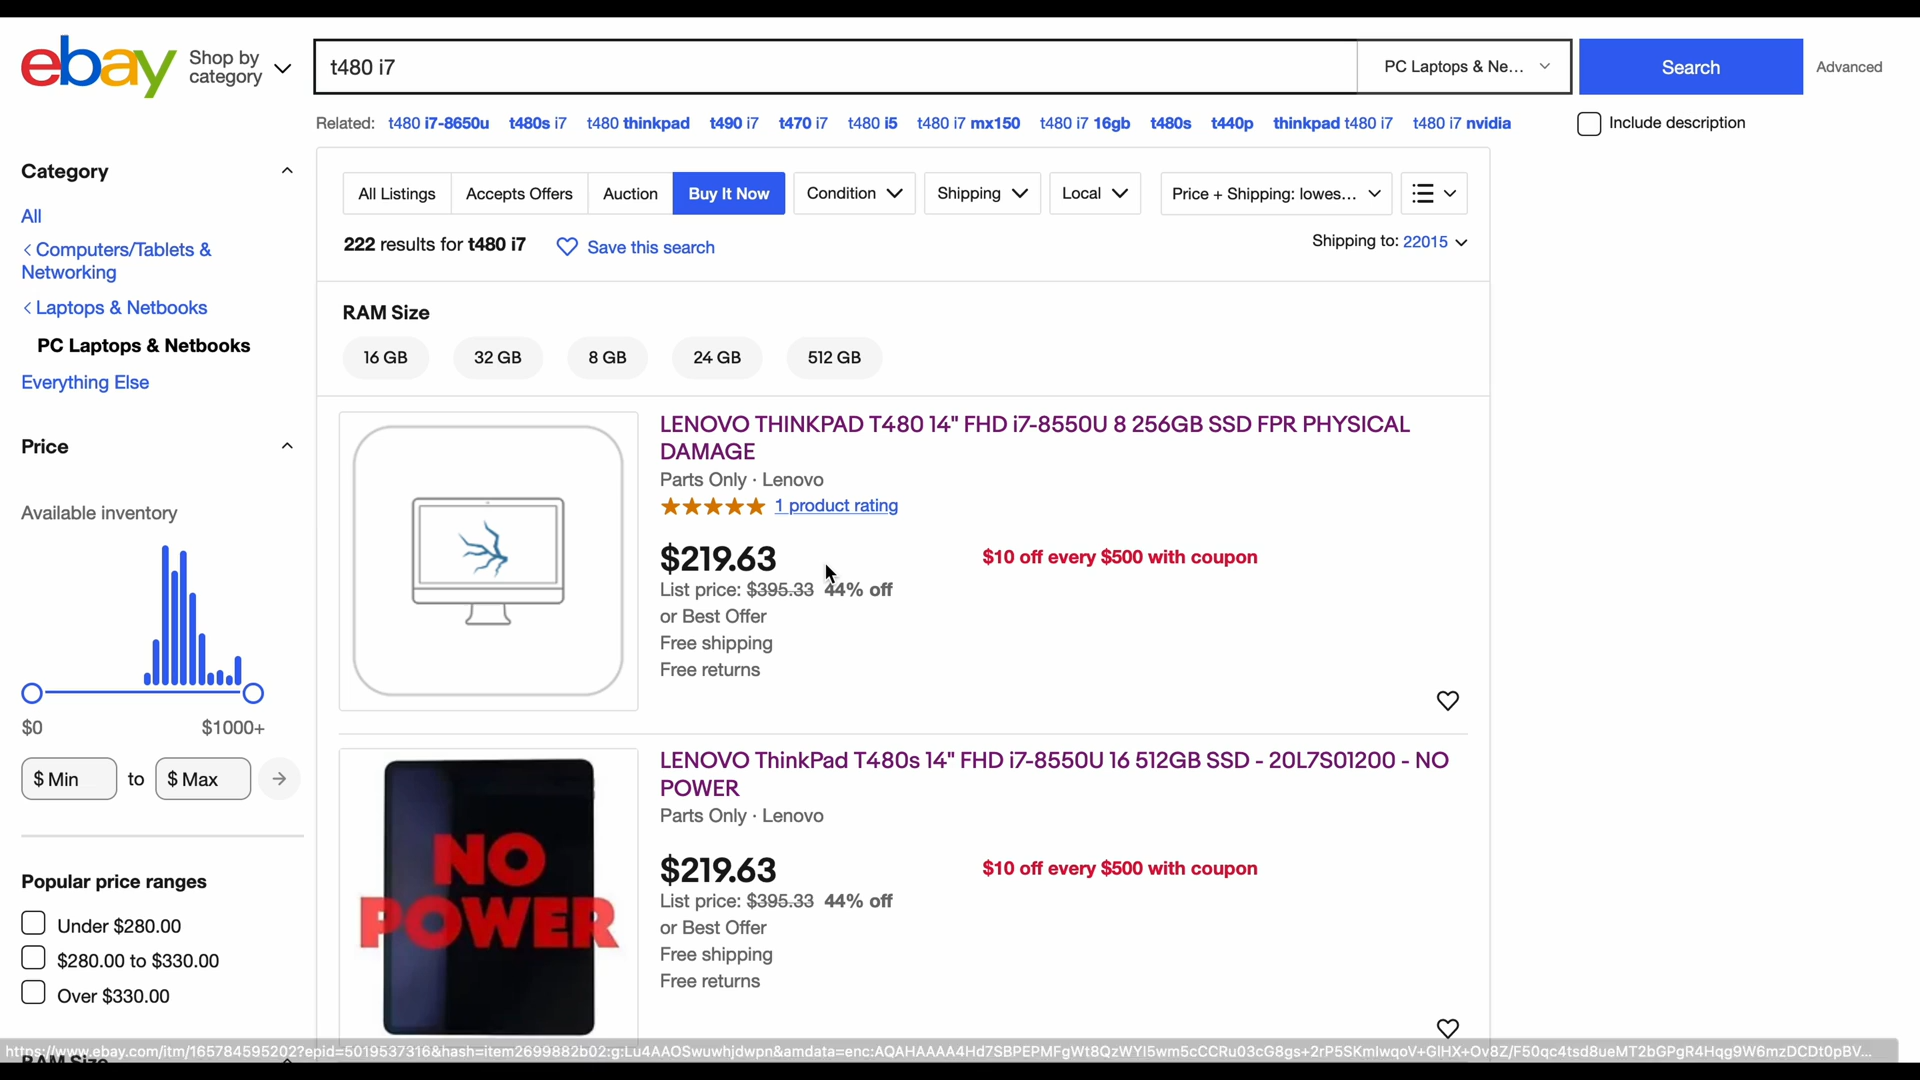 ebay
Shop by
category
t480 i7
PC Laptops & Ne...
Search
Advanced
Related: t480 i7-8650u t480s i7 t480 thinkpad t490 i7 t470 i7 t480 i5 t480 i7 mx150 t480 i7 16gb t480s t440p thinkpad t480 i7 t480 i7 nvidia
Include description
Category
All
Computers/Tablets &
Networking
Laptops & Netbooks
PC Laptops & Netbooks
Everything Else
Price
Available inventory
$0 $1000+
$ Min to $ Max
Popular price ranges
Under $280.00
$280.00 to $330.00
Over $330.00
RAM Size
All Listings Accepts Offers Auction Buy It Now Condition Shipping Local Price + Shipping: lowes...
222 results for t480 i7 Save this search
Shipping to: 22015
RAM Size
16 GB 32 GB 8 GB 24 GB 512 GB
LENOVO THINKPAD T480 14" FHD i7-8550U 8 256GB SSD FPR PHYSICAL
DAMAGE
Parts Only · Lenovo
1 product rating
$219.63
$10 off every $500 with coupon
List price: $395.33 44% off
or Best Offer
Free shipping
Free returns
NO
POWER
LENOVO ThinkPad T480s 14" FHD i7-8550U 16 512GB SSD - 20L7S01200 - NO
POWER
Parts Only · Lenovo
$219.63
$10 off every $500 with coupon
List price: $395.33 44% off
or Best Offer
Free shipping
Free returns